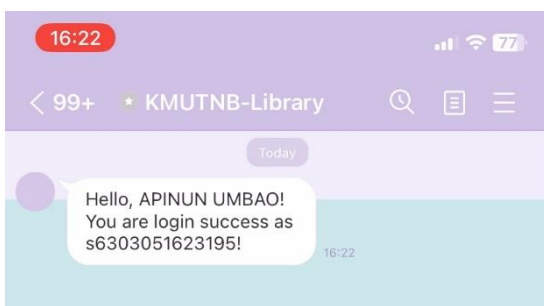 16:22
77
99+ KMUTNB-Library
Today
Hello, APINUN UMBAO!
You are login success as
s6303051623195!
16:22